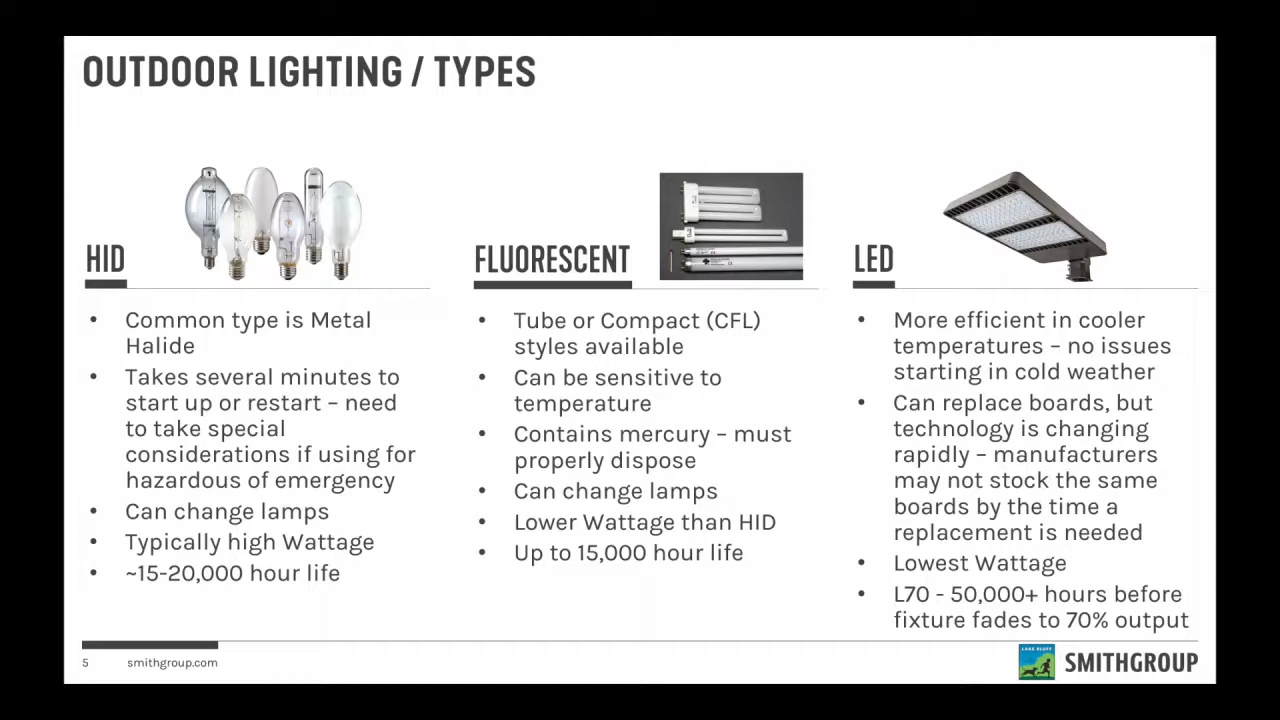 OUTDOOR LIGHTING / TYPES
HID
• Common type is Metal
Halide
• Takes several minutes to
start up or restart – need
to take special
considerations if using for
hazardous of emergency
• Can change lamps
• Typically high Wattage
• ~15-20,000 hour life
FLUORESCENT
• Tube or Compact (CFL)
styles available
• Can be sensitive to
temperature
• Contains mercury – must
properly dispose
• Can change lamps
• Lower Wattage than HID
• Up to 15,000 hour life
LED
• More efficient in cooler
temperatures – no issues
starting in cold weather
• Can replace boards, but
technology is changing
rapidly – manufacturers
may not stock the same
boards by the time a
replacement is needed
• Lowest Wattage
• L70 - 50,000+ hours before
fixture fades to 70% output
5 smithgroup.com
LAKE BLUFF
SMITHGROUP